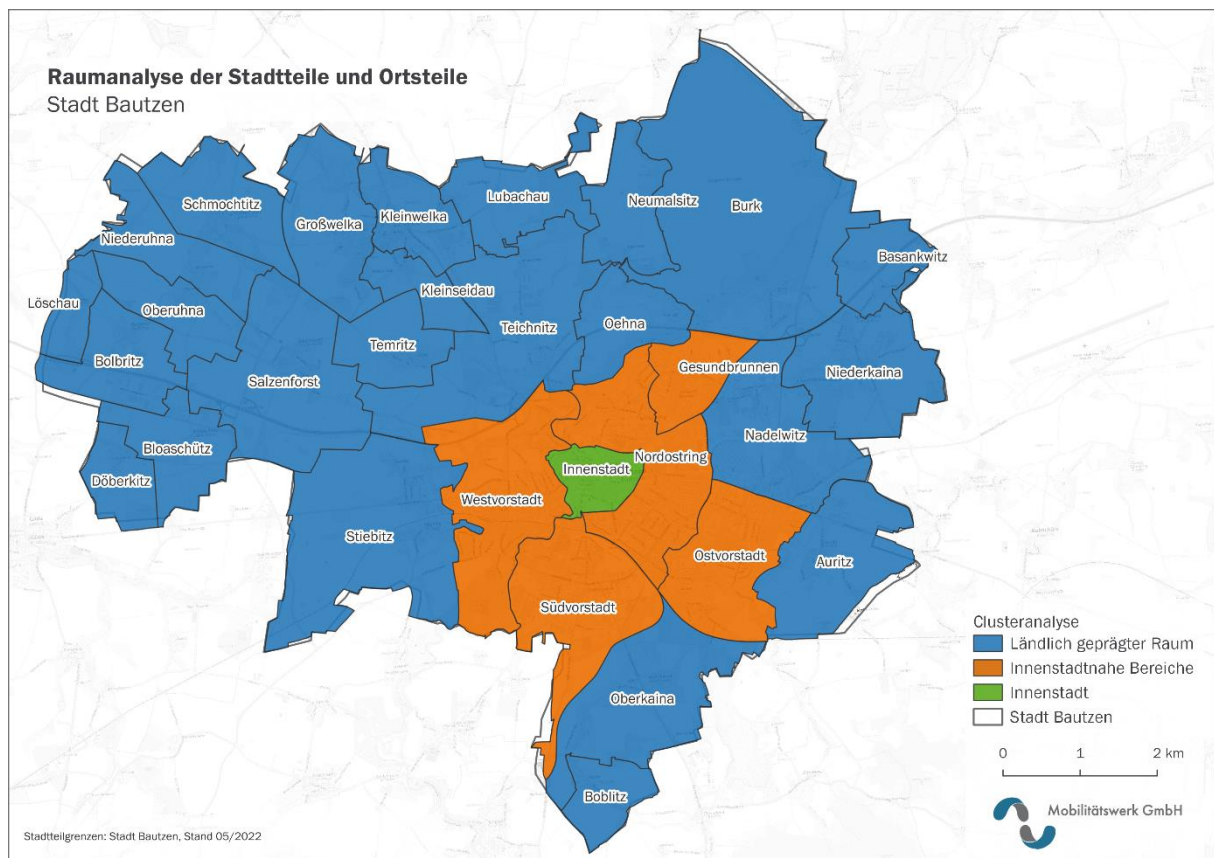 Raumanalyse der Stadtteile und Ortsteile
Stadt Bautzen
Schmochtitz
Großwelka
Kleinwelka
Lubachau
Neumalsitz
Burk
Niederuhna
Basankwitz
Löschau
Oberuhna
Kleinseidau
Teichnitz
Oehna
Bolbritz
Salzenforst
Temritz
Gesundbrunnen
Niederkaina
Bloaschütz
Nadelwitz
Döberkitz
Innenstadt
Nordostring
Westvorstadt
Stiebitz
Ostvorstadt
Auritz
Südvorstadt
Oberkaina
Boblitz
Clusteranalyse
Ländlich geprägter Raum
Innenstadtnahe Bereiche
Innenstadt
Stadt Bautzen
0 1 2 km
Mobilitätswerk GmbH
Stadtteilgrenzen: Stadt Bautzen, Stand 05/2022